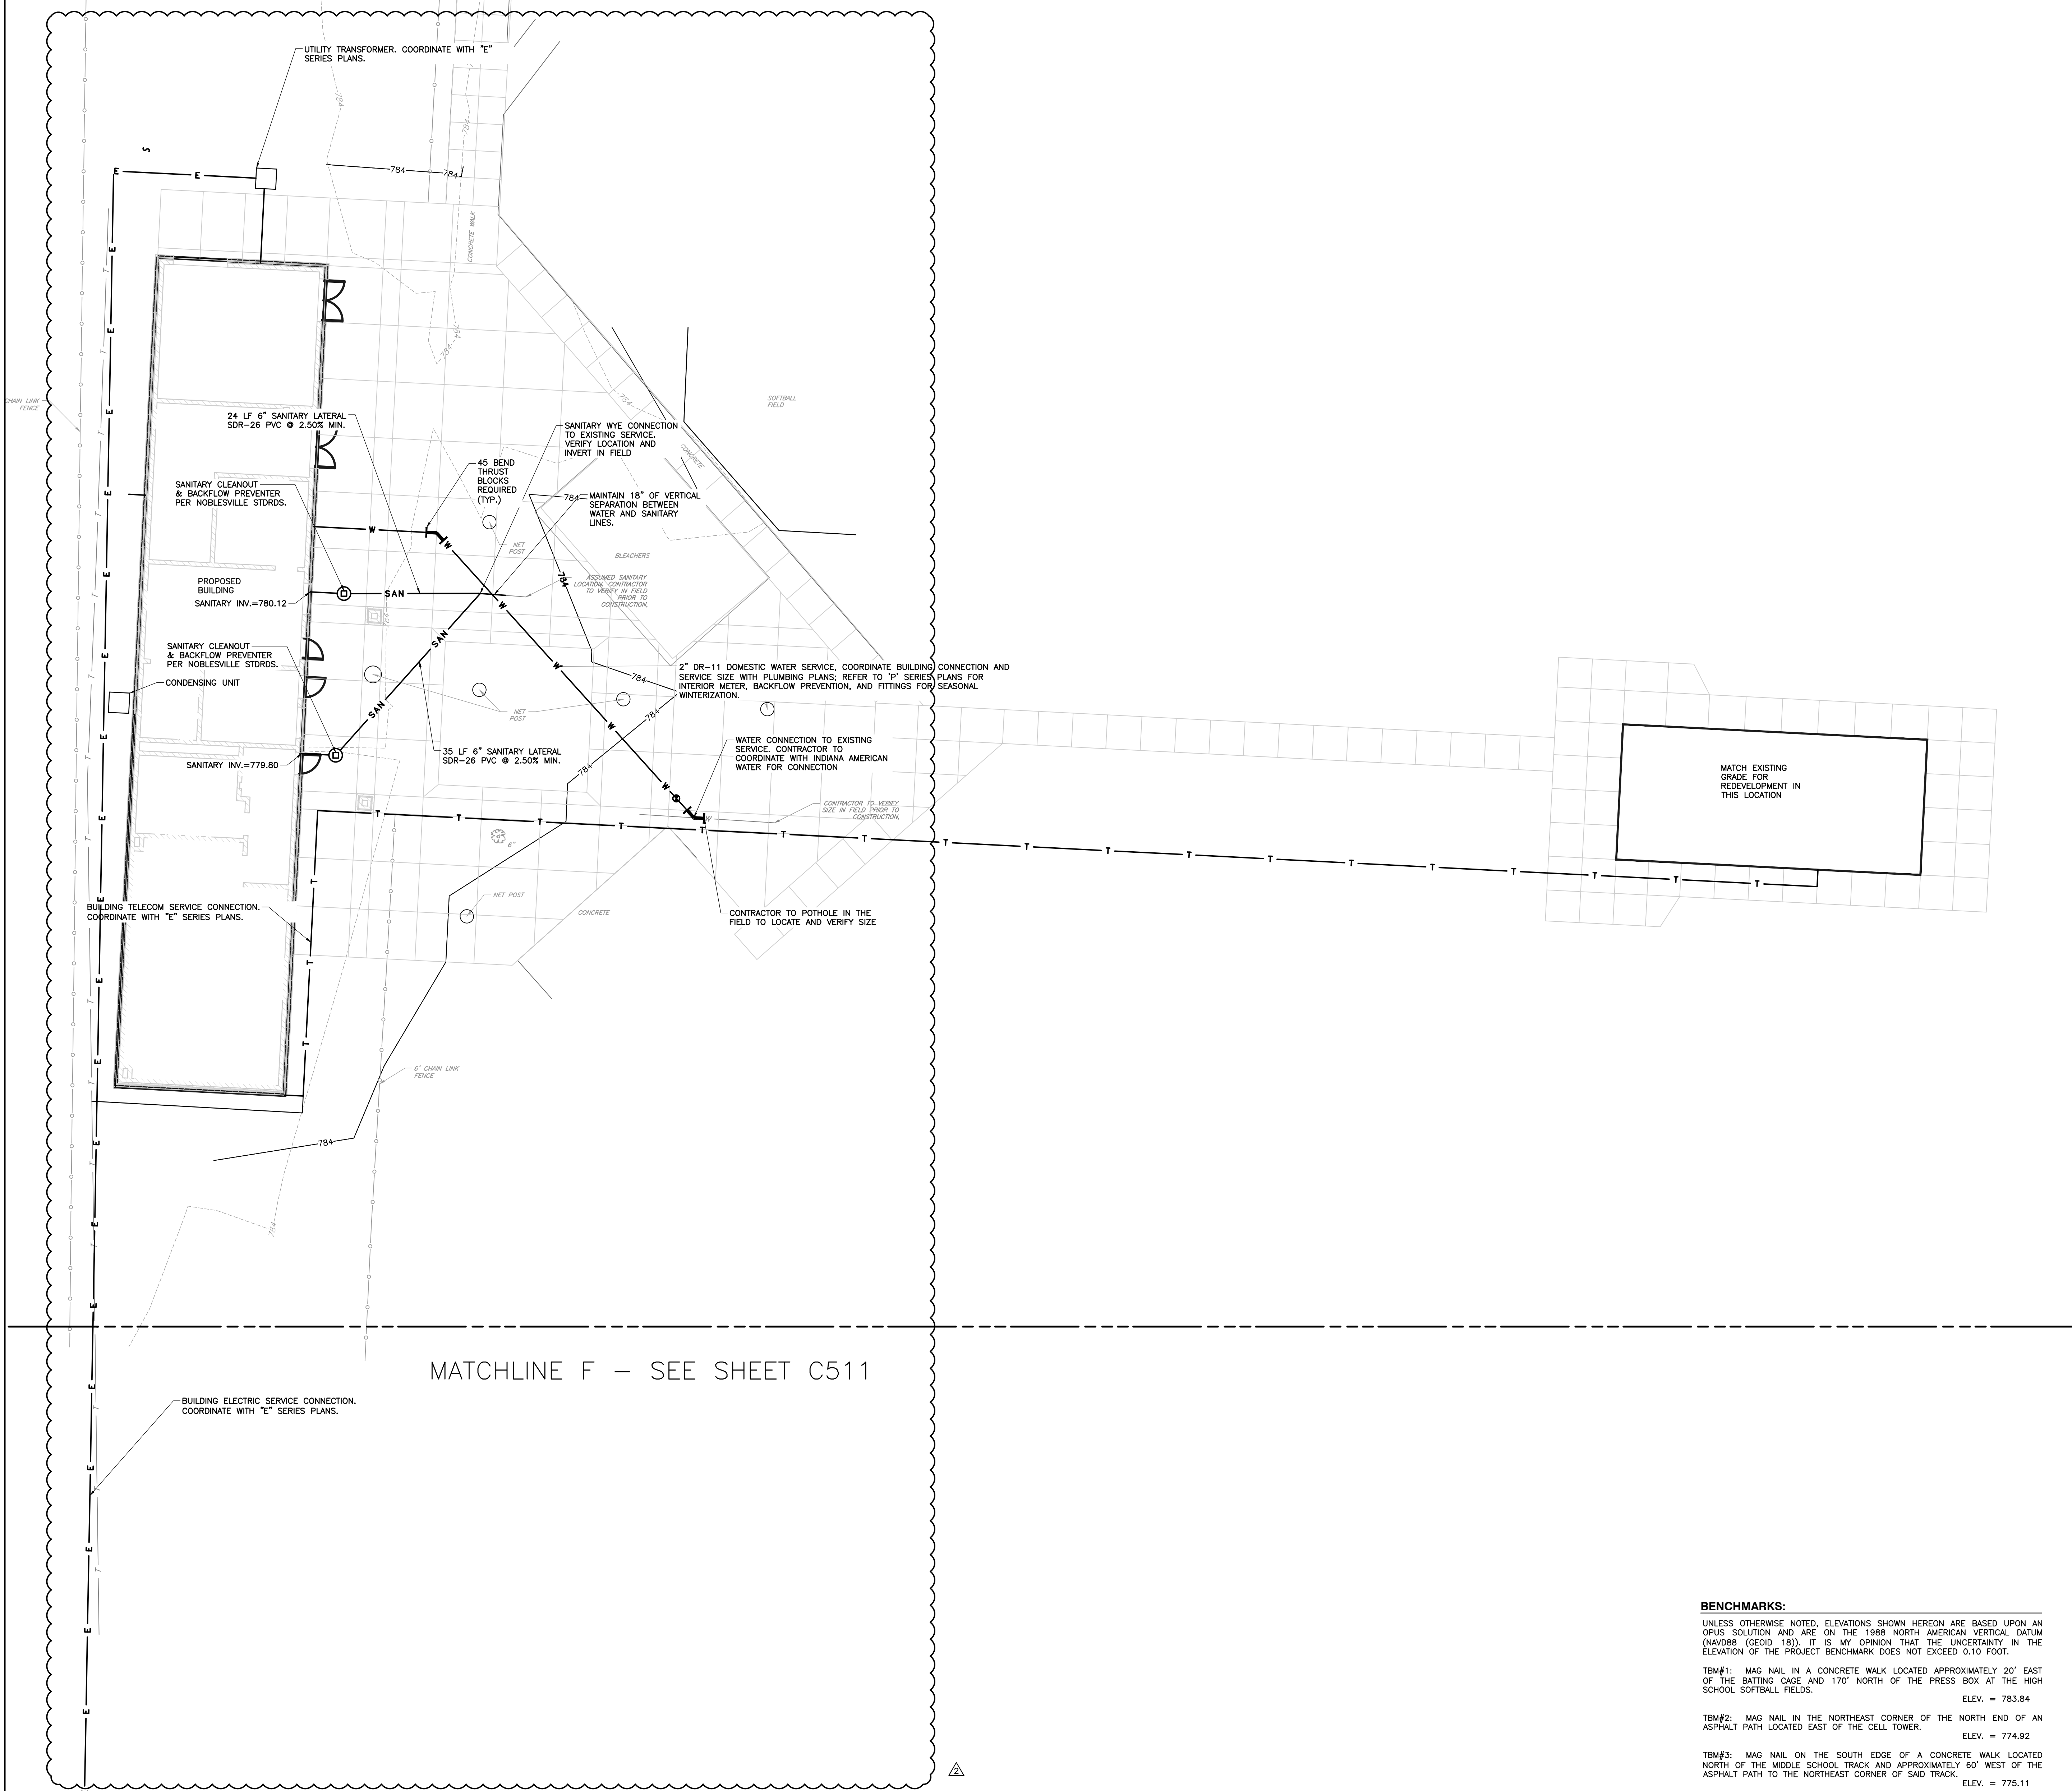 UTILITY TRANSFORMER. COORDINATE WITH "E"
SERIES PLANS.
784
784
S
E
E
784
784
CONCRETE WALK
784
784
784
CHAIN LINK
FENCE
SOFTBALL
FIELD
24 LF 6" SANITARY LATERAL
SDR-26 PVC @ 2.50% MIN.
SANITARY WYE CONNECTION
TO EXISTING SERVICE.
VERIFY LOCATION AND
INVERT IN FIELD
CONCRETE
45 BEND
THRUST
BLOCKS
REQUIRED
(TYP.)
SANITARY CLEANOUT
& BACKFLOW PREVENTER
PER NOBLESVILLE STDRDS.
784
MAINTAIN 18" OF VERTICAL
SEPARATION BETWEEN
WATER AND SANITARY
LINES.
W
W
NET
POST
BLEACHERS
784
ASSUMED SANITARY
LOCATION, CONTRACTOR
TO VERIFY IN FIELD
PRIOR TO
CONSTRUCTION,
PROPOSED
BUILDING
SANITARY INV.=780.12
SAN
W
784
SAN
SANITARY CLEANOUT
& BACKFLOW PREVENTER
PER NOBLESVILLE STDRDS.
CONDENSING UNIT
W
2" DR-11 DOMESTIC WATER SERVICE, COORDINATE BUILDING CONNECTION AND
SERVICE SIZE WITH PLUMBING PLANS; REFER TO 'P' SERIES PLANS FOR
INTERIOR METER, BACKFLOW PREVENTION, AND FITTINGS FOR SEASONAL
WINTERIZATION.
784
784
SAN
NET
POST
W
35 LF 6" SANITARY LATERAL
SDR-26 PVC @ 2.50% MIN.
SANITARY INV.=779.80
WATER CONNECTION TO EXISTING
SERVICE. CONTRACTOR TO
COORDINATE WITH INDIANA AMERICAN
WATER FOR CONNECTION
784
W
MATCH EXISTING
GRADE FOR
REDEVELOPMENT IN
THIS LOCATION
CONTRACTOR TO VERIFY
SIZE IN FIELD PRIOR TO
CONSTRUCTION,
W
T T T T T T T T T T T T T T T T T T
6"
NET POST
CONCRETE
BUILDING TELECOM SERVICE CONNECTION.
COORDINATE WITH "E" SERIES PLANS.
CONTRACTOR TO POTHOLE IN THE
FIELD TO LOCATE AND VERIFY SIZE
T
T
T
6' CHAIN LINK
FENCE
784
784
MATCHLINE F – SEE SHEET C511
BUILDING ELECTRIC SERVICE CONNECTION.
COORDINATE WITH "E" SERIES PLANS.
2
BENCHMARKS:
UNLESS OTHERWISE NOTED, ELEVATIONS SHOWN HEREON ARE BASED UPON AN
OPUS SOLUTION AND ARE ON THE 1988 NORTH AMERICAN VERTICAL DATUM
(NAVD88 (GEOID 18)). IT IS MY OPINION THAT THE UNCERTAINTY IN THE
ELEVATION OF THE PROJECT BENCHMARK DOES NOT EXCEED 0.10 FOOT.
TBM#1: MAG NAIL IN A CONCRETE WALK LOCATED APPROXIMATELY 20' EAST
OF THE BATTING CAGE AND 170' NORTH OF THE PRESS BOX AT THE HIGH
SCHOOL SOFTBALL FIELDS.
ELEV. = 783.84
TBM#2: MAG NAIL IN THE NORTHEAST CORNER OF THE NORTH END OF AN
ASPHALT PATH LOCATED EAST OF THE CELL TOWER.
ELEV. = 774.92
TBM#3: MAG NAIL ON THE SOUTH EDGE OF A CONCRETE WALK LOCATED
NORTH OF THE MIDDLE SCHOOL TRACK AND APPROXIMATELY 60' WEST OF THE
ASPHALT PATH TO THE NORTHEAST CORNER OF SAID TRACK.
ELEV. = 775.11